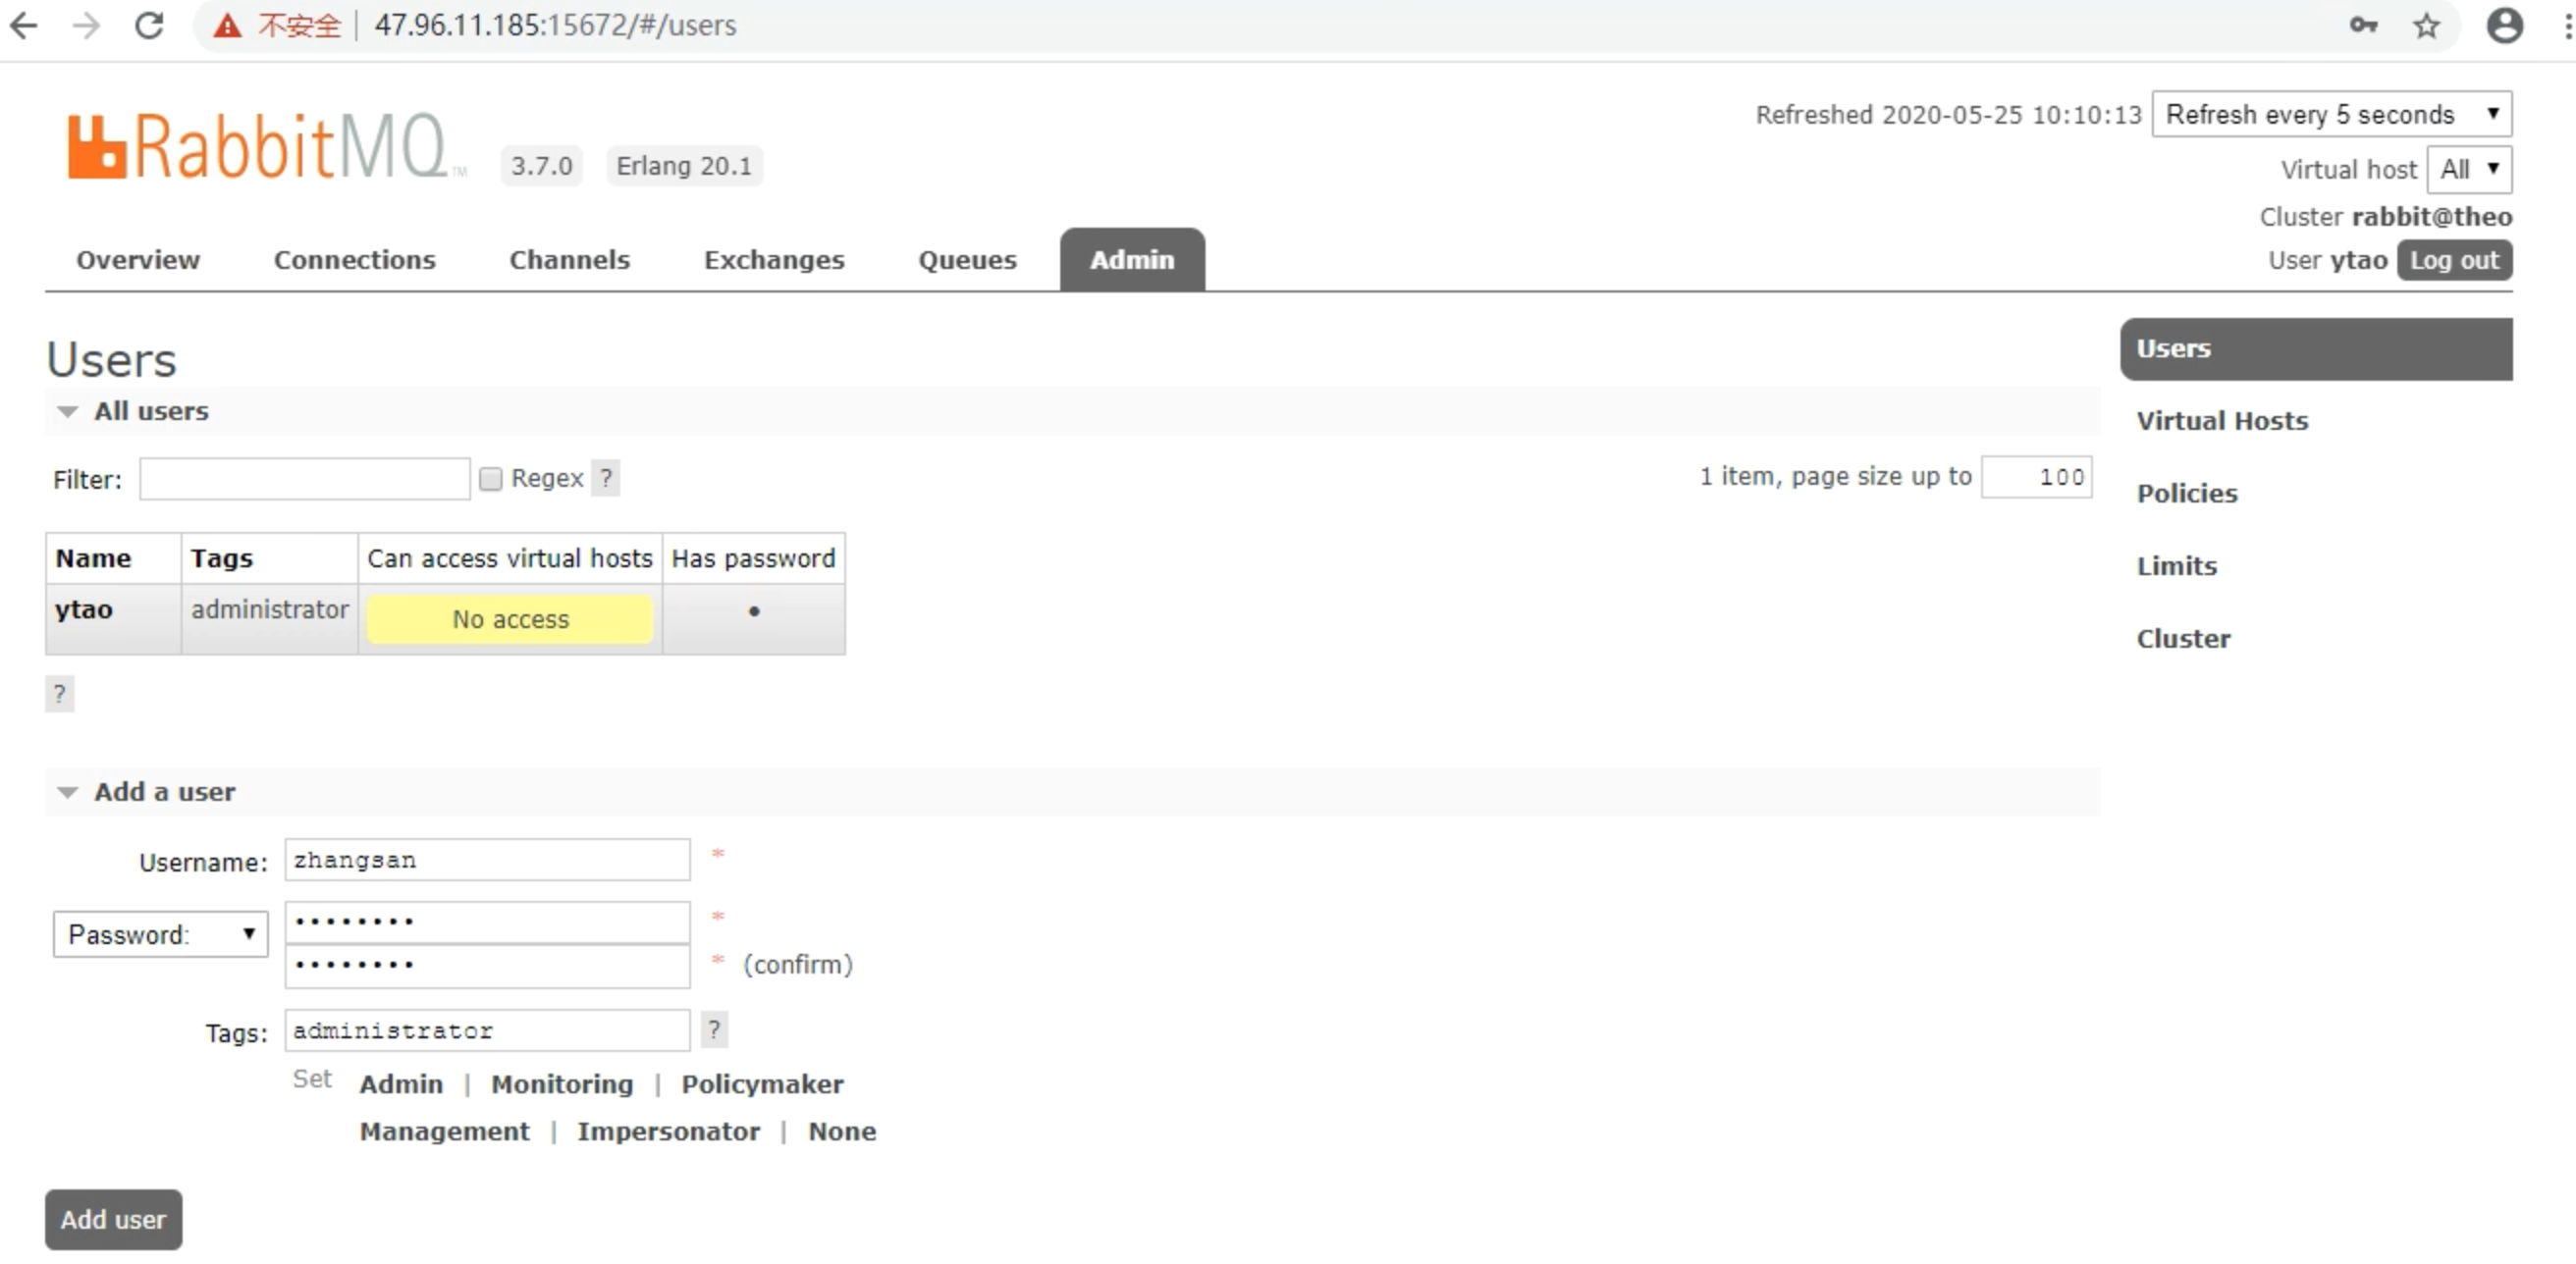 不安全 47.96.11.185:15672/#/users
RabbitMQ TM 3.7.0 Erlang 20.1
Refreshed 2020-05-25 10:10:13 Refresh every 5 seconds
Virtual host All
Cluster rabbit@theo
User ytao Log out
Overview Connections Channels Exchanges Queues Admin
Users
All users
Filter: Regex ? 1 item, page size up to 100
Name Tags Can access virtual hosts Has password
ytao administrator No access •
?
Add a user
Username: zhangsan *
Password: •••••••• *
•••••••• * (confirm)
Tags: administrator ?
Set Admin | Monitoring | Policymaker
Management | Impersonator | None
Add user
Users
Virtual Hosts
Policies
Limits
Cluster